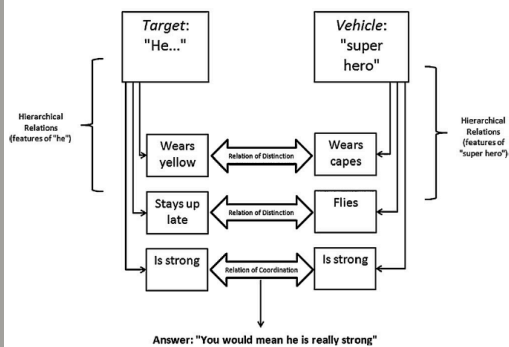 Target:
"He..."
Vehicle:
"super
hero"
Hierarchical
Relations
(features of "he")
Hierarchical
Relations
(features of
"super hero")
Wears
yellow
Relation of Distinction
Wears
capes
Stays up
late
Relation of Distinction
Flies
Is strong
Relation of Coordination
Is strong
Answer: "You would mean he is really strong"